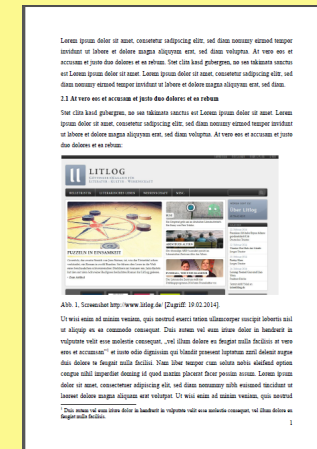 Lorem ipsum dolor sit amet, consetetur sadipscing elitr, sed diam nonumy eirmod tempor
invidunt ut labore et dolore magna aliquyam erat, sed diam voluptua. At vero eos et
accusam et justo duo dolores et ea rebum. Stet clita kasd gubergren, no sea takimata sanctus
est Lorem ipsum dolor sit amet. Lorem ipsum dolor sit amet, consetetur sadipscing elitr, sed
diam nonumy eirmod tempor invidunt ut labore et dolore magna aliquyam erat, sed diam.
2.1 At vero eos et accusam et justo duo dolores et ea rebum
Stet clita kasd gubergren, no sea takimata sanctus est Lorem ipsum dolor sit amet. Lorem
ipsum dolor sit amet, consetetur sadipscing elitr, sed diam nonumy eirmod tempor invidunt
ut labore et dolore magna aliquyam erat, sed diam voluptua. At vero eos et accusam et justo
duo dolores et ea rebum:
LITLOG
PUZZELN IN EINSAMKEIT
Über Litlog
Abb. 1, Screenshot http://www.litlog.de/ [Zugriff: 19.02.2014].
Ut wisi enim ad minim veniam, quis nostrud exerci tation ullamcorper suscipit lobortis nisl
ut aliquip ex ea commodo consequat. Duis autem vel eum iriure dolor in hendrerit in
vulputate velit esse molestie consequat, „vel illum dolore eu feugiat nulla facilisis at vero
eros et accumsan"¹ et iusto odio dignissim qui blandit praesent luptatum zzril delenit augue
duis dolore te feugait nulla facilisi. Nam liber tempor cum soluta nobis eleifend option
congue nihil imperdiet doming id quod mazim placerat facer possim assum. Lorem ipsum
dolor sit amet, consectetuer adipiscing elit, sed diam nonummy nibh euismod tincidunt ut
laoreet dolore magna aliquam erat volutpat. Ut wisi enim ad minim veniam, quis nostrud
¹ Duis autem vel eum iriure dolor in hendrerit in vulputate velit esse molestie consequat, vel illum dolore eu
feugiat nulla facilisis.
1